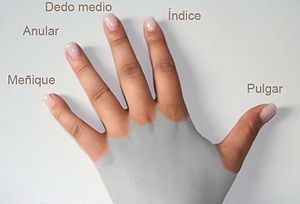 Dedo medio
Índice
Anular
Meñique
Pulgar